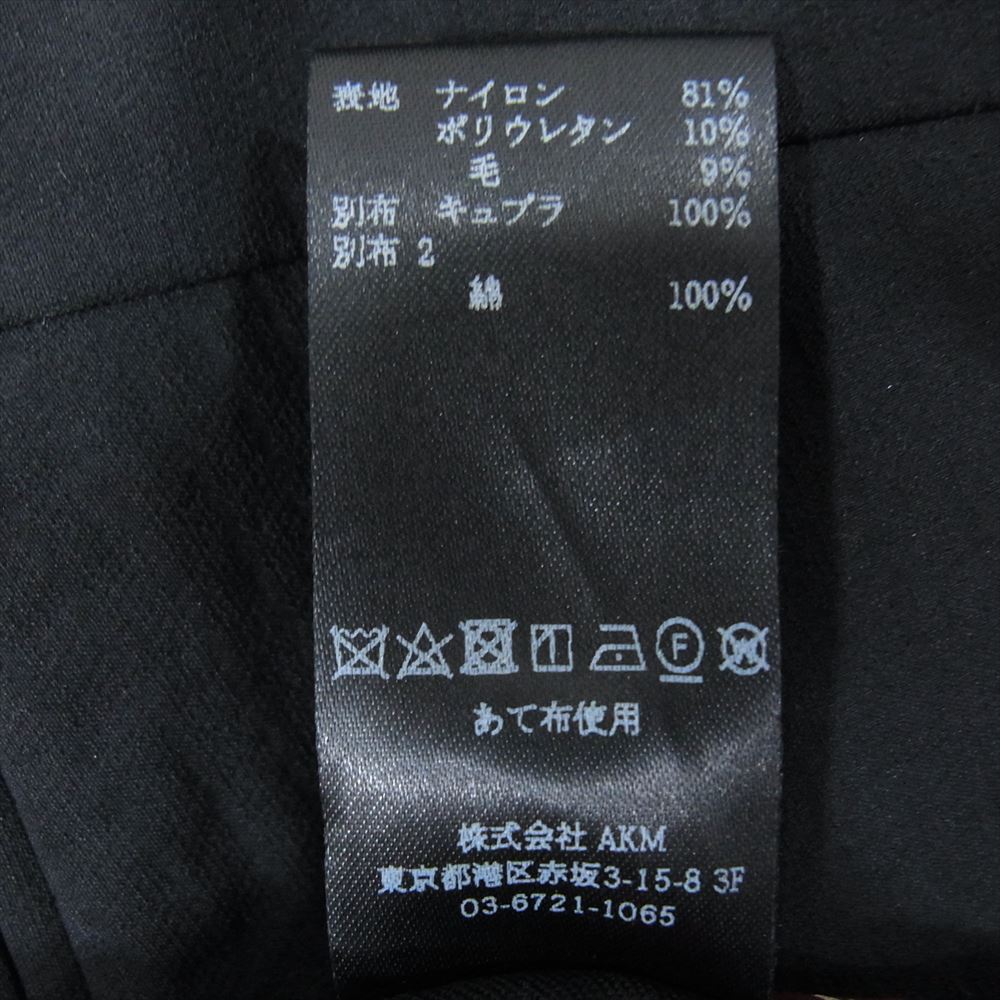 表地 ナイロン 81%
ポリウレタン 10%
毛 9%
別布 キュプラ 100%
別布 2
綿 100%
F
W
あて布使用
株式会社 AKM
東京都港区赤坂3-15-8 3F
03-6721-1065